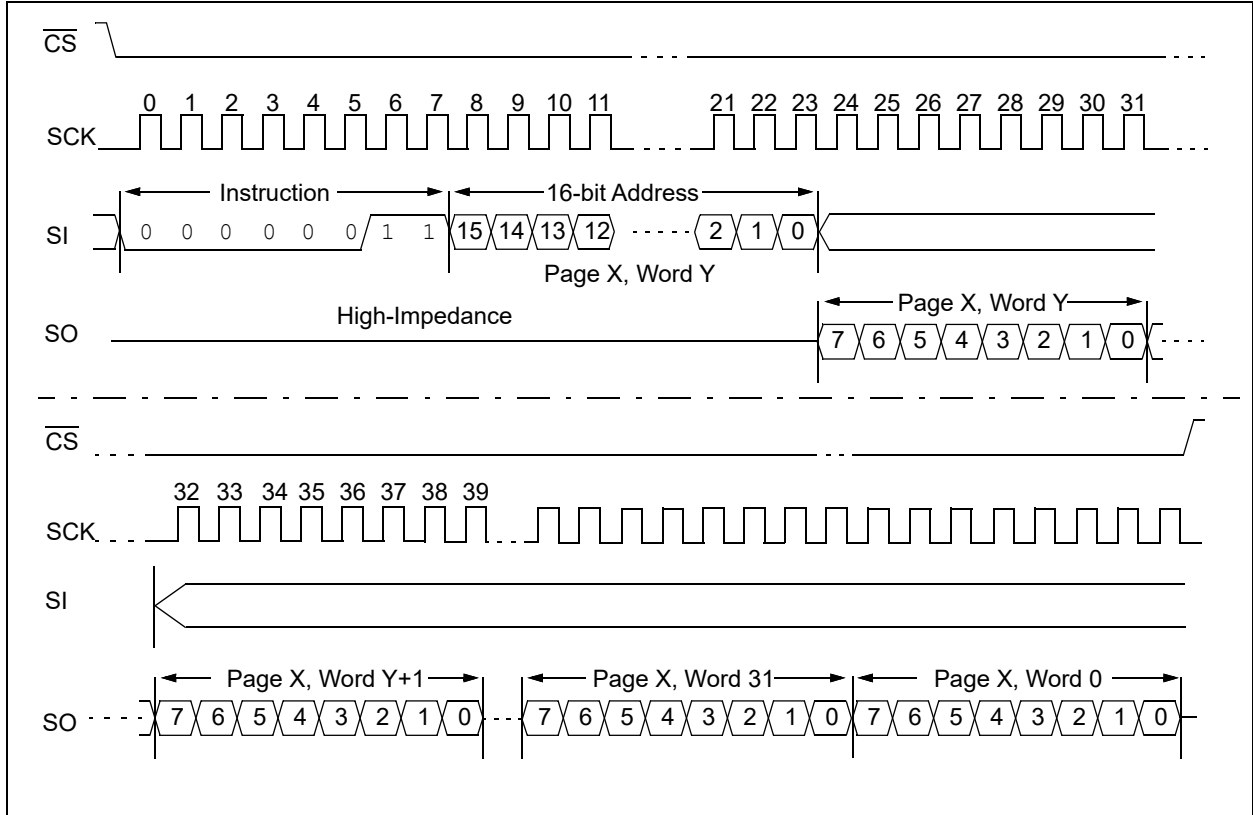 CS
0 1 2 3 4 5 6 7 8 9 10 11 21 22 23 24 25 26 27 28 29 30 31
SCK
Instruction 16-bit Address
SI 0 0 0 0 0 0 1 1 15 14 13 12 2 1 0
Page X, Word Y
High-Impedance Page X, Word Y
SO 7 6 5 4 3 2 1 0
CS
32 33 34 35 36 37 38 39
SCK
SI
Page X, Word Y+1 Page X, Word 31 Page X, Word 0
SO 7 6 5 4 3 2 1 0 7 6 5 4 3 2 1 0 7 6 5 4 3 2 1 0